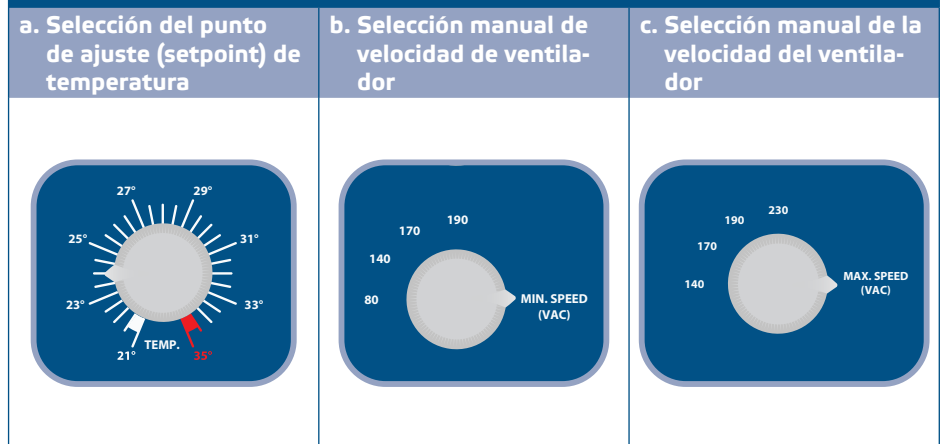 a. Selección del punto
de ajuste (setpoint) de
temperatura
b. Selección manual de
velocidad de ventila-
dor
c. Selección manual de la
velocidad del ventila-
dor
27°
29°
25°
31°
23°
33°
21°
TEMP.
35°
190
170
140
80
MIN. SPEED
(VAC)
230
190
170
140
MAX. SPEED
(VAC)